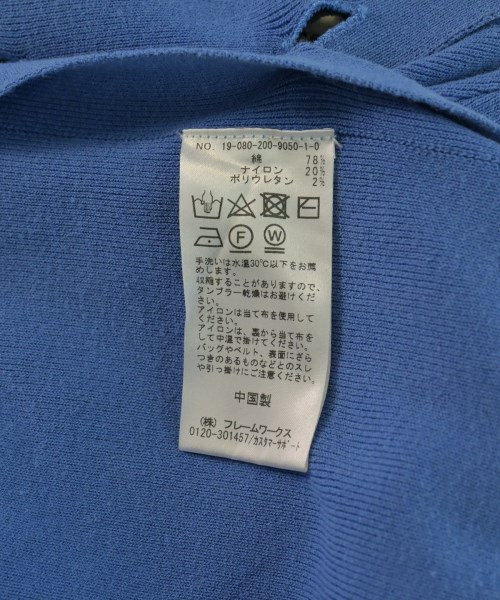 NO. 19-080-200-9050-1-0
綿 78%
ナイロン 20%
ポリウレタン 2%
F W
手洗いは水温30℃以下をお薦
めします。
収縮することがありますので、
タンブラー乾燥はお避けくださ
い。
アイロンは当て布を使用して
ください。
アイロンは、裏から当て布を
して中温で掛けてください。
バッグやベルト、表面にざら
つきのあるものなどとのスレ
や引っ掛けにご注意ください。
中国製
(株) フレームワークス
0120-301457/カスタマーサポート